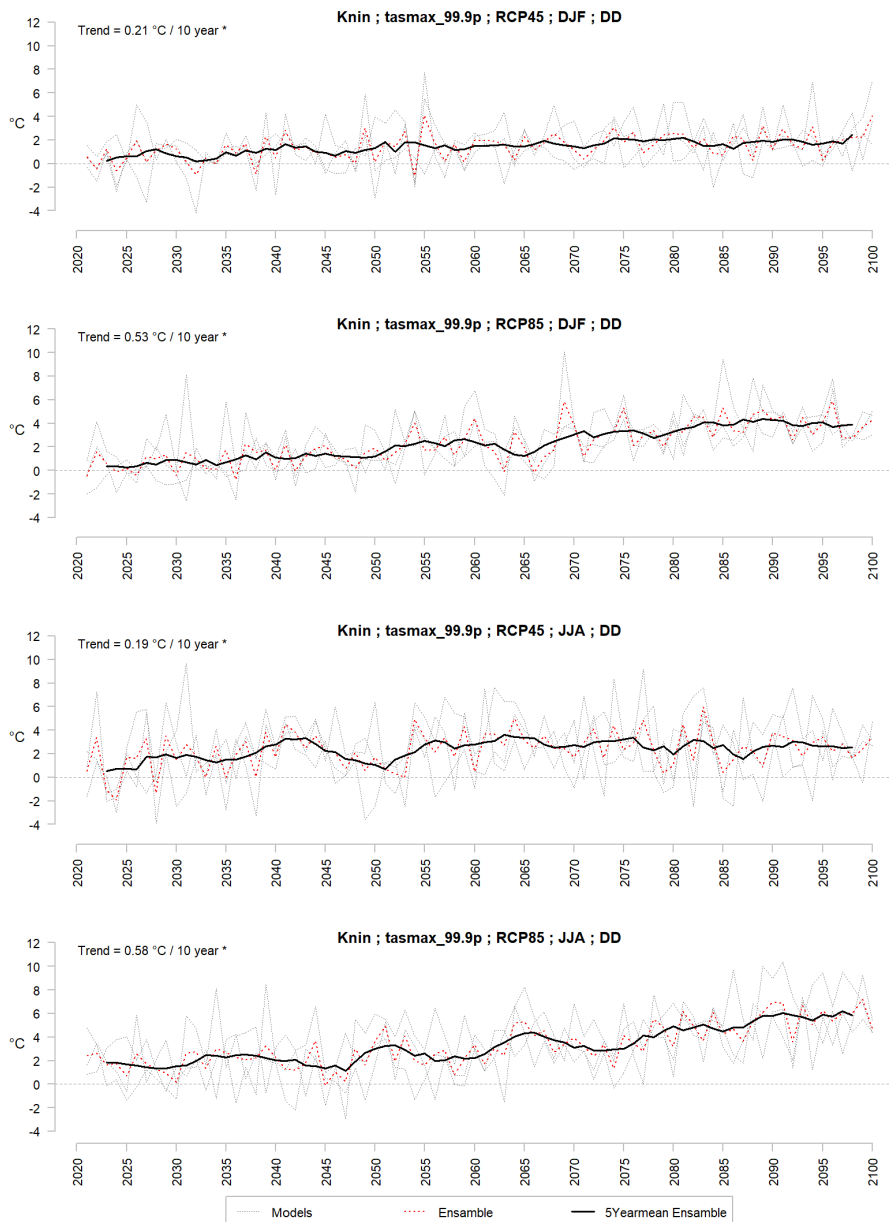 Knin ; tasmax_99.9p ; RCP45 ; DJF ; DD
Trend = 0.21 °C / 10 year *
12
10
8
6
4
°C
2
0
-2
-4
2020 2025 2030 2035 2040 2045 2050 2055 2060 2065 2070 2075 2080 2085 2090 2095 2100
Knin ; tasmax_99.9p ; RCP85 ; DJF ; DD
Trend = 0.53 °C / 10 year *
12
10
8
6
4
°C
2
0
-2
-4
2020 2025 2030 2035 2040 2045 2050 2055 2060 2065 2070 2075 2080 2085 2090 2095 2100
Knin ; tasmax_99.9p ; RCP45 ; JJA ; DD
Trend = 0.19 °C / 10 year *
12
10
8
6
4
°C
2
0
-2
-4
2020 2025 2030 2035 2040 2045 2050 2055 2060 2065 2070 2075 2080 2085 2090 2095 2100
Knin ; tasmax_99.9p ; RCP85 ; JJA ; DD
Trend = 0.58 °C / 10 year *
12
10
8
6
4
°C
2
0
-2
-4
2020 2025 2030 2035 2040 2045 2050 2055 2060 2065 2070 2075 2080 2085 2090 2095 2100
Models Ensamble 5Yearmean Ensamble